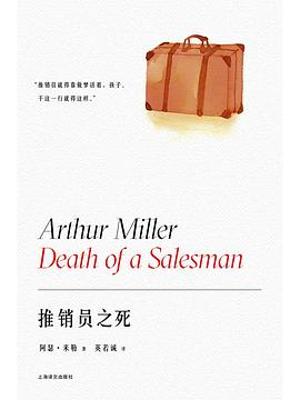 “推销员就得靠做梦活着，孩子，
干这一行就得这样。”
Arthur Miller
Death of a Salesman
推销员之死
阿瑟·米勒 著 英若诚 译
上海译文出版社